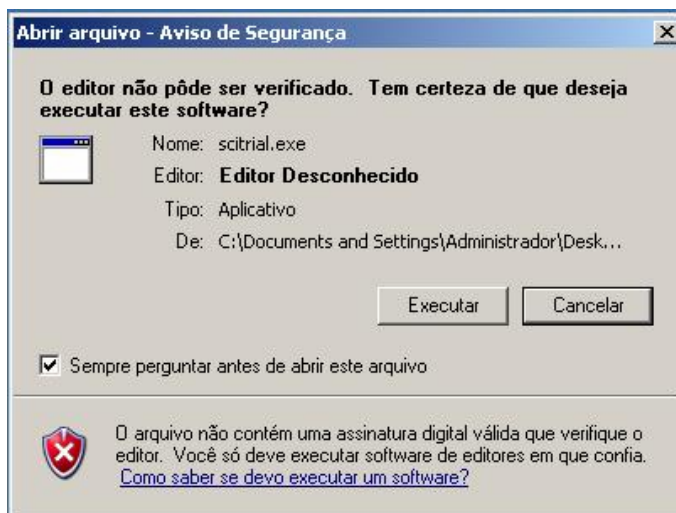 Abrir arquivo - Aviso de Segurança
O editor não pôde ser verificado. Tem certeza de que deseja
executar este software?
Nome: scitrial.exe
Editor: Editor Desconhecido
Tipo: Aplicativo
De: C:\Documents and Settings\Administrador\Desk...
Executar
Cancelar
Sempre perguntar antes de abrir este arquivo
O arquivo não contém uma assinatura digital válida que verifique o
editor. Você só deve executar software de editores em que confia.
Como saber se devo executar um software?